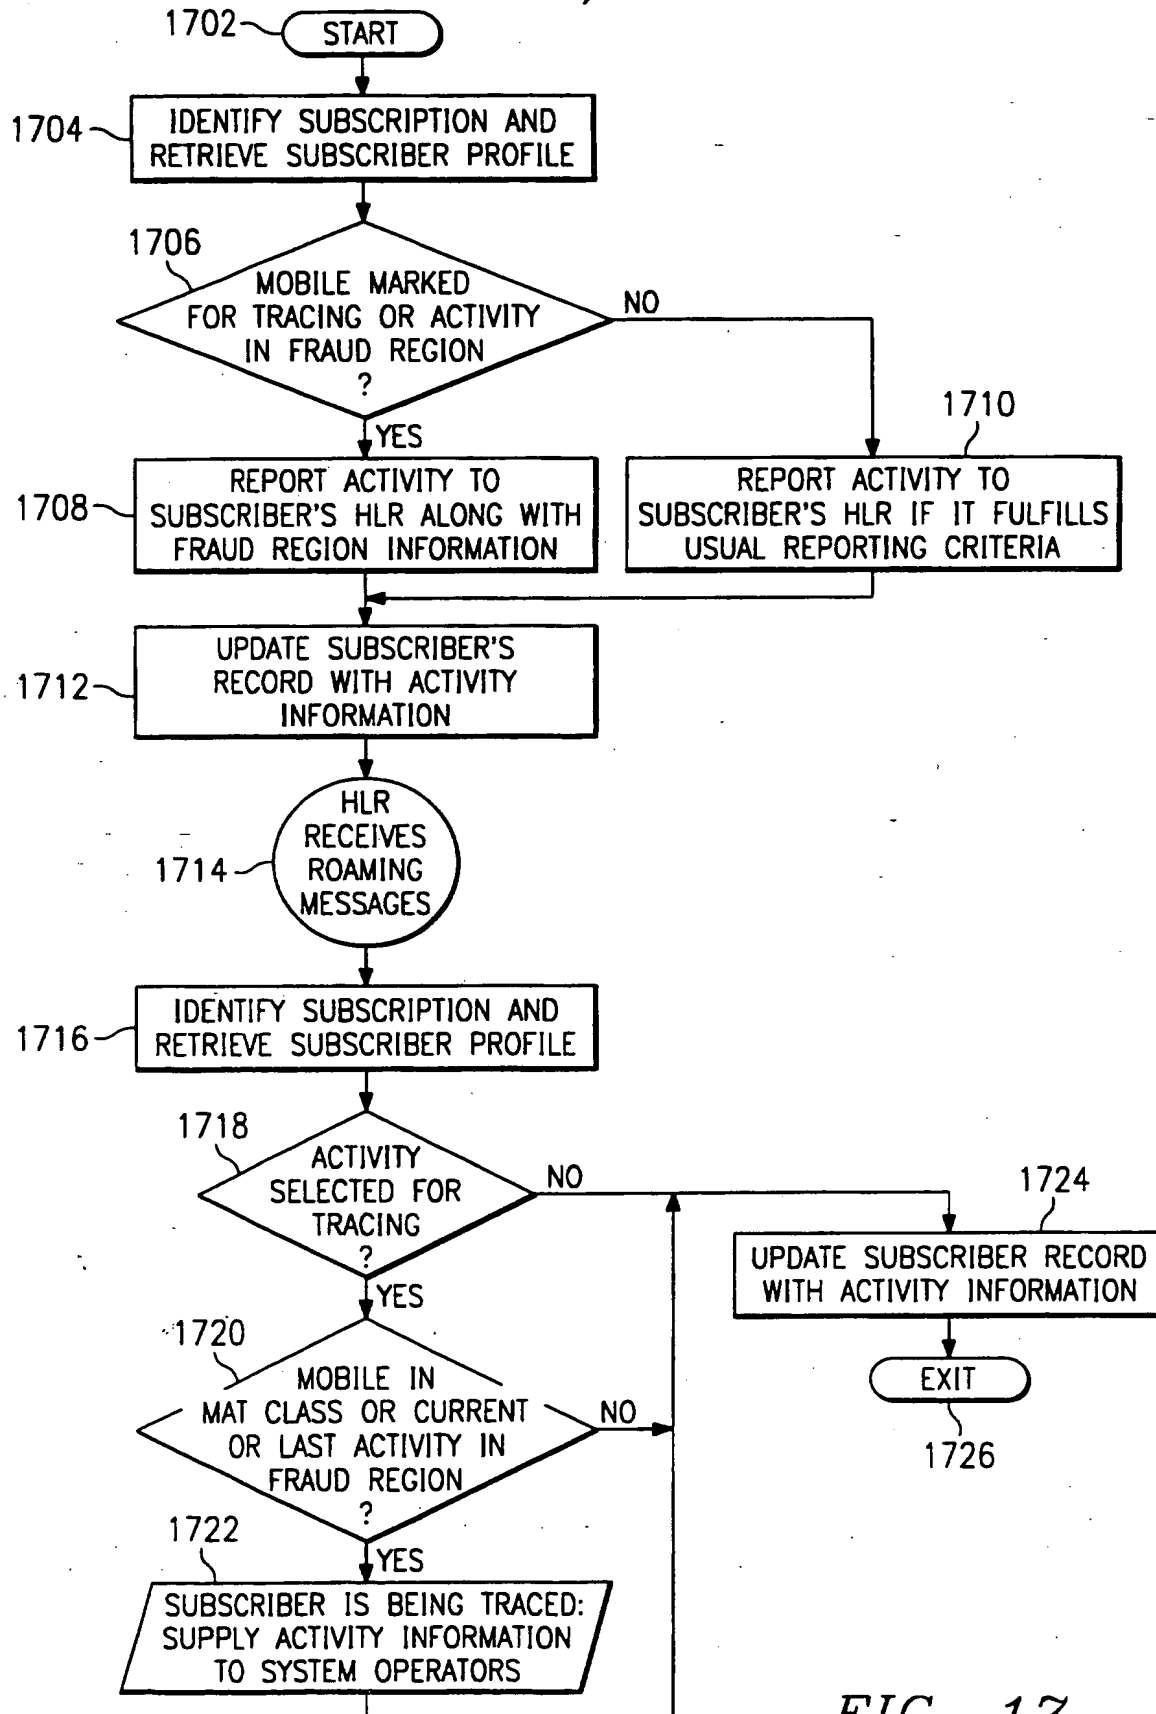 1702
START
1704
IDENTIFY SUBSCRIPTION AND
RETRIEVE SUBSCRIBER PROFILE
1706
MOBILE MARKED
FOR TRACING OR ACTIVITY
IN FRAUD REGION
?
NO
YES
1708
REPORT ACTIVITY TO
SUBSCRIBER'S HLR ALONG WITH
FRAUD REGION INFORMATION
1710
REPORT ACTIVITY TO
SUBSCRIBER'S HLR IF IT FULFILLS
USUAL REPORTING CRITERIA
1712
UPDATE SUBSCRIBER'S
RECORD WITH ACTIVITY
INFORMATION
1714
HLR
RECEIVES
ROAMING
MESSAGES
1716
IDENTIFY SUBSCRIPTION AND
RETRIEVE SUBSCRIBER PROFILE
1718
ACTIVITY
SELECTED FOR
TRACING
?
NO
YES
1724
UPDATE SUBSCRIBER RECORD
WITH ACTIVITY INFORMATION
EXIT
1726
1720
MOBILE IN
MAT CLASS OR CURRENT
OR LAST ACTIVITY IN
FRAUD REGION
?
NO
YES
1722
SUBSCRIBER IS BEING TRACED:
SUPPLY ACTIVITY INFORMATION
TO SYSTEM OPERATORS
FIG. 17